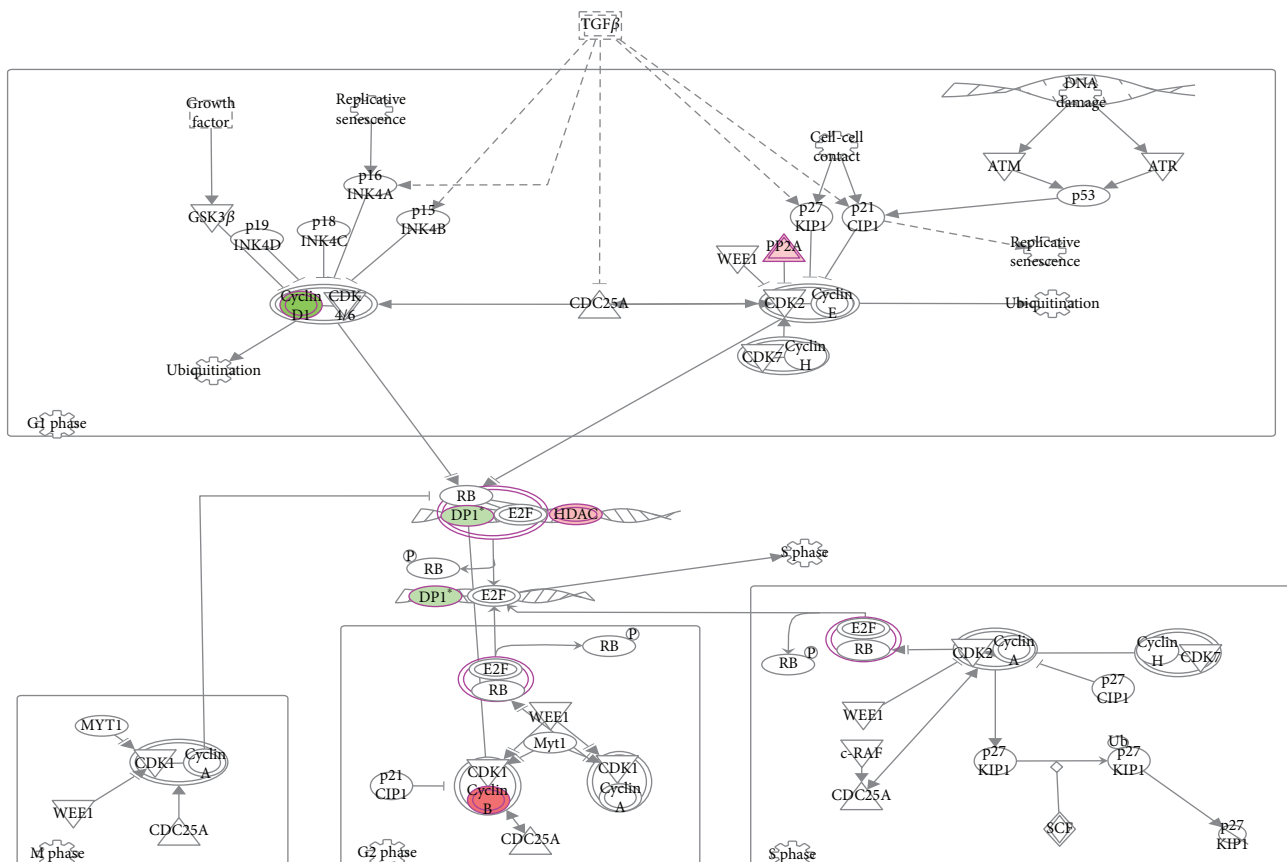 TGFβ
DNA
damage
Growth
factor
Replicative
senescence
Cell-cell
contact
ATM
ATR
p16
INK4A
p53
GSK3β
p19
INK4D
p18
INK4C
p15
INK4B
p27
KIP1
p21
CIP1
WEE1
PP2A
Replicative
senescence
Cyclin
D1
CDK
4/6
CDC25A
CDK2
Cyclin
E
Ubiquitination
CDK7
Cyclin
H
Ubiquitination
G1 phase
RB
DP1*
E2F
HDAC
P
RB
S phase
DP1*
E2F
E2F
RB
P
RB
E2F
RB
P
RB
CDK2
Cyclin
A
Cyclin
H
CDK7
p27
CIP1
WEE1
c-RAF
CDC25A
p27
KIP1
Ub
p27
KIP1
SCF
p27
KIP1
S phase
MYT1
CDK1
Cyclin
A
WEE1
CDC25A
M phase
WEE1
Myt1
p21
CIP1
CDK1
Cyclin
B
CDK1
Cyclin
A
CDC25A
G2 phase